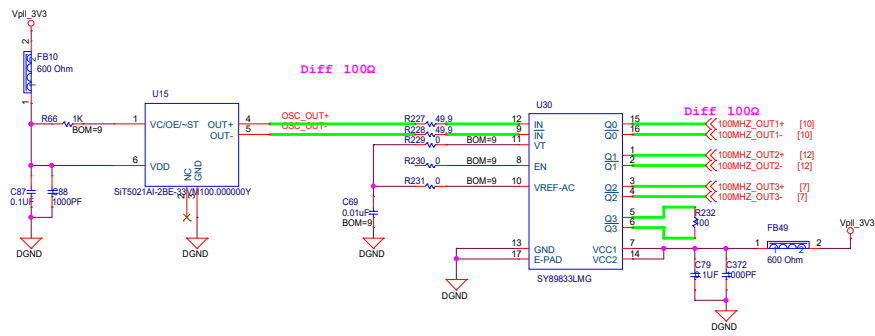 Vpll_3V3
2
FB10
600 Ohm
1
U15
R66
1K
BOM=9
1
VC/OE/~ST
OUT+
4
OUT-
5
6
VDD
NC
GND
2
3
SiT5021AI-2BE-33VM100.000000Y
C87
0.1UF
C88
1000PF
DGND
DGND
Diff 100Ω
OSC_OUT+
OSC_OUT-
R227
49,9
R228
49,9
R229
0
BOM=9
R230
0
BOM=9
R231
0
BOM=9
C69
0.01uF
BOM=9
DGND
U30
12
IN
9
IN
11
VT
8
EN
10
VREF-AC
13
GND
17
E-PAD
DGND
Q0
15
Q0
16
Q1
1
Q1
2
Q2
3
Q2
4
Q3
5
Q3
6
VCC1
7
VCC2
14
SY89833LMG
Diff 100Ω
100MHZ_OUT1+ [10]
100MHZ_OUT1- [10]
100MHZ_OUT2+ [12]
100MHZ_OUT2- [12]
100MHZ_OUT3+ [7]
100MHZ_OUT3- [7]
R232
100
FB49
1
2
600 Ohm
Vpll_3V3
C79
0.1UF
C372
1000PF
DGND